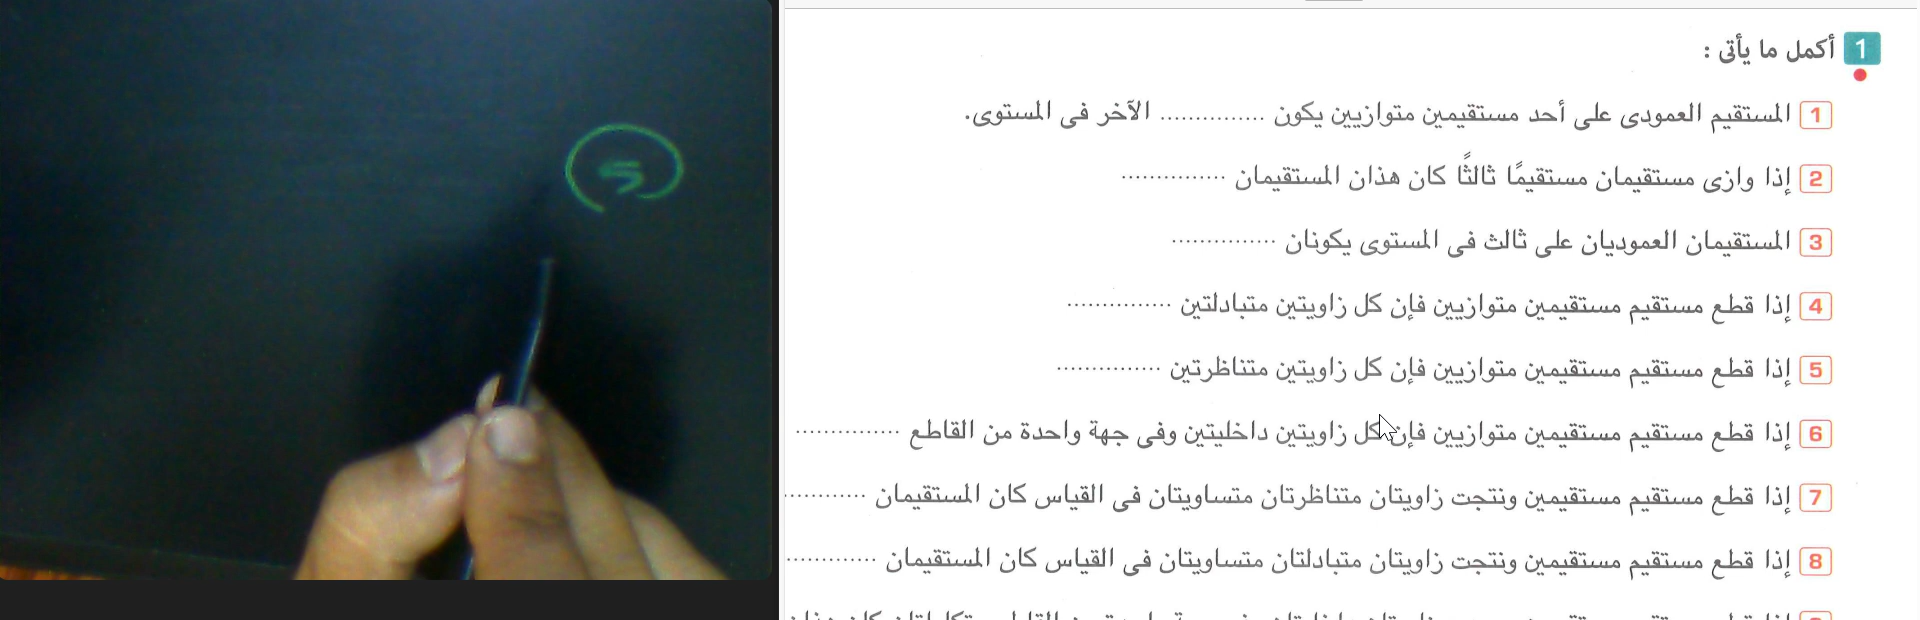 5
1 أكمل ما يأتى :
1 المستقيم العمودى على أحد مستقيمين متوازيين يكون ............... الآخر فى المستوى.
2 إذا وازى مستقيمان مستقيمًا ثالثًا كان هذان المستقيمان ...............
3 المستقيمان العموديان على ثالث فى المستوى يكونان ...............
4 إذا قطع مستقيم مستقيمين متوازيين فإن كل زاويتين متبادلتين ...............
5 إذا قطع مستقيم مستقيمين متوازيين فإن كل زاويتين متناظرتين ...............
6 إذا قطع مستقيم مستقيمين متوازيين فإن كل زاويتين داخليتين وفى جهة واحدة من القاطع ...............
7 إذا قطع مستقيم مستقيمين ونتجت زاويتان متناظرتان متساويتان فى القياس كان المستقيمان ............
8 إذا قطع مستقيم مستقيمين ونتجت زاويتان متبادلتان متساويتان فى القياس كان المستقيمان .............